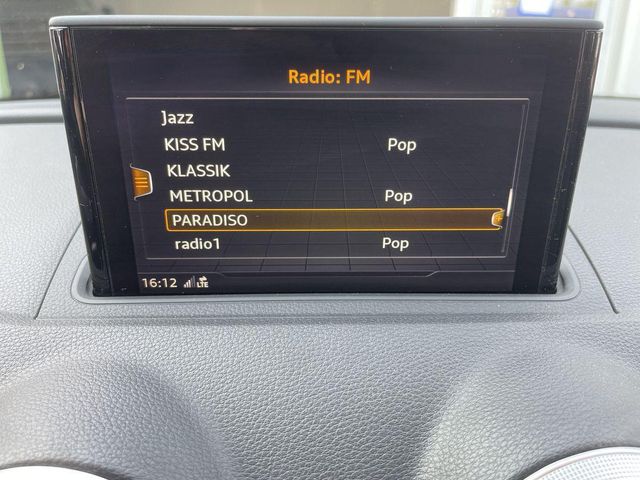 Radio: FM
Jazz
KISS FM Pop
KLASSIK
METROPOL Pop
PARADISO
radio1 Pop
16:12 LTE